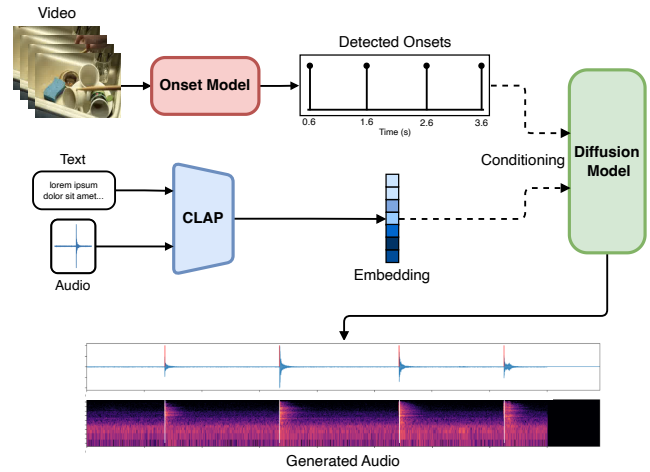 Video
Onset Model
Detected Onsets
0.6 1.6 2.6 3.6
Time (s)
Text
lorem ipsum
dolor sit amet...
CLAP
Audio
Embedding
Conditioning
Diffusion
Model
Generated Audio